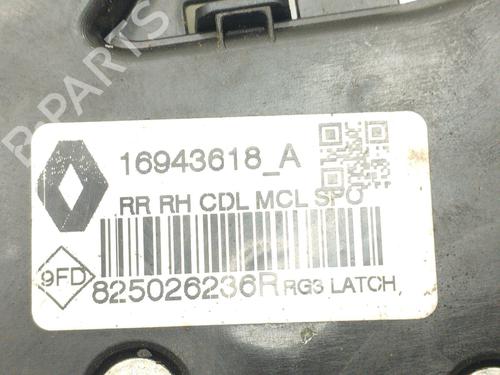 16943618_A
RR RH CDL MCL SPO
9FD
825026236R RG3 LATCH
B-PARTS